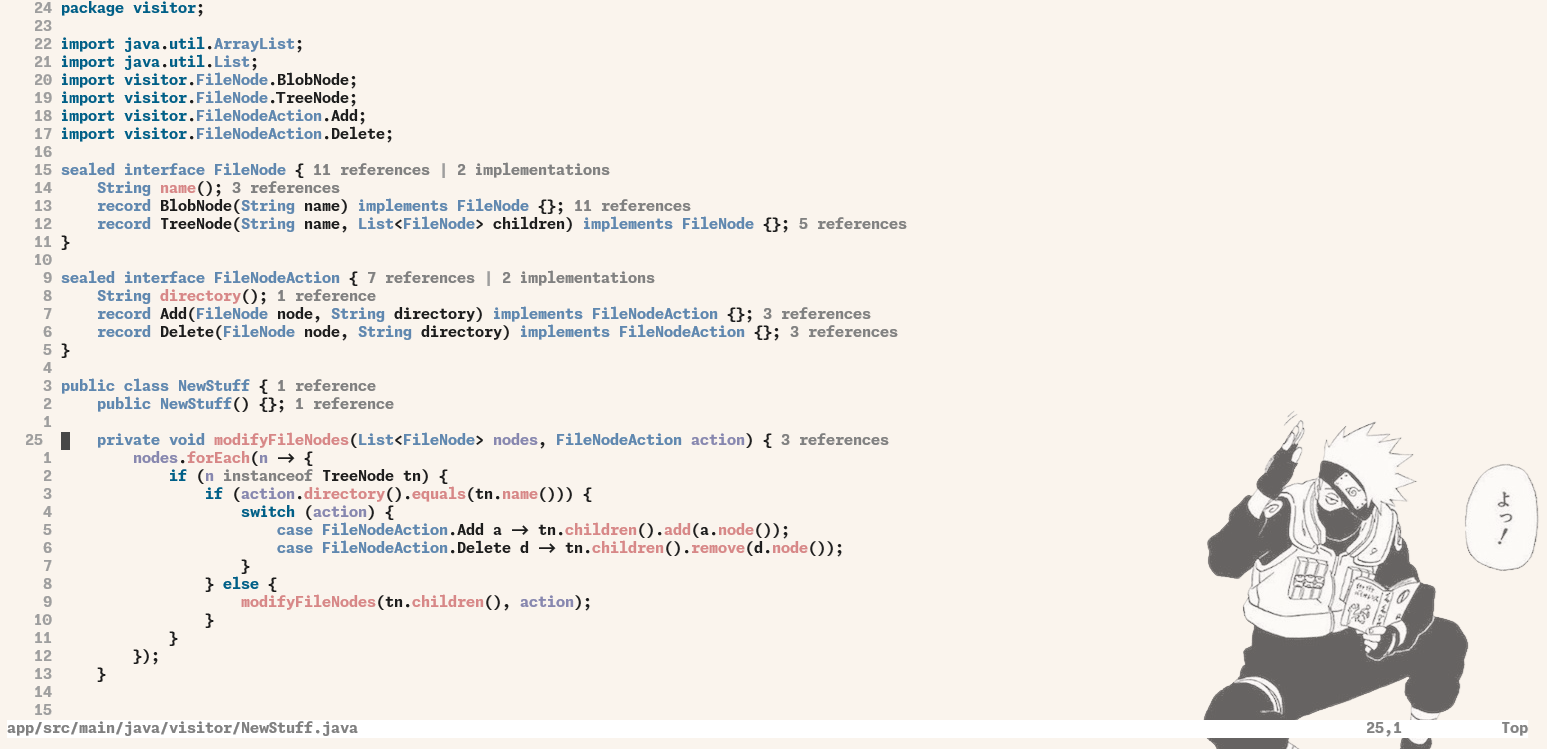 24 package visitor;
23
22 import java.util.ArrayList;
21 import java.util.List;
20 import visitor.FileNode.BlobNode;
19 import visitor.FileNode.TreeNode;
18 import visitor.FileNodeAction.Add;
17 import visitor.FileNodeAction.Delete;
16
15 sealed interface FileNode { 11 references | 2 implementations
14     String name(); 3 references
13     record BlobNode(String name) implements FileNode {}; 11 references
12     record TreeNode(String name, List<FileNode> children) implements FileNode {}; 5 references
11 }
10
9 sealed interface FileNodeAction { 7 references | 2 implementations
8     String directory(); 1 reference
7     record Add(FileNode node, String directory) implements FileNodeAction {}; 3 references
6     record Delete(FileNode node, String directory) implements FileNodeAction {}; 3 references
5 }
4
3 public class NewStuff { 1 reference
2     public NewStuff() {}; 1 reference
1
25     private void modifyFileNodes(List<FileNode> nodes, FileNodeAction action) { 3 references
1         nodes.forEach(n → {
2             if (n instanceof TreeNode tn) {
3                 if (action.directory().equals(tn.name())) {
4                     switch (action) {
5                         case FileNodeAction.Add a → tn.children().add(a.node());
6                         case FileNodeAction.Delete d → tn.children().remove(d.node());
7                     }
8                 } else {
9                     modifyFileNodes(tn.children(), action);
10                 }
11             }
12         });
13     }
14
15
よっ!
app/src/main/java/visitor/NewStuff.java 25,1 Top